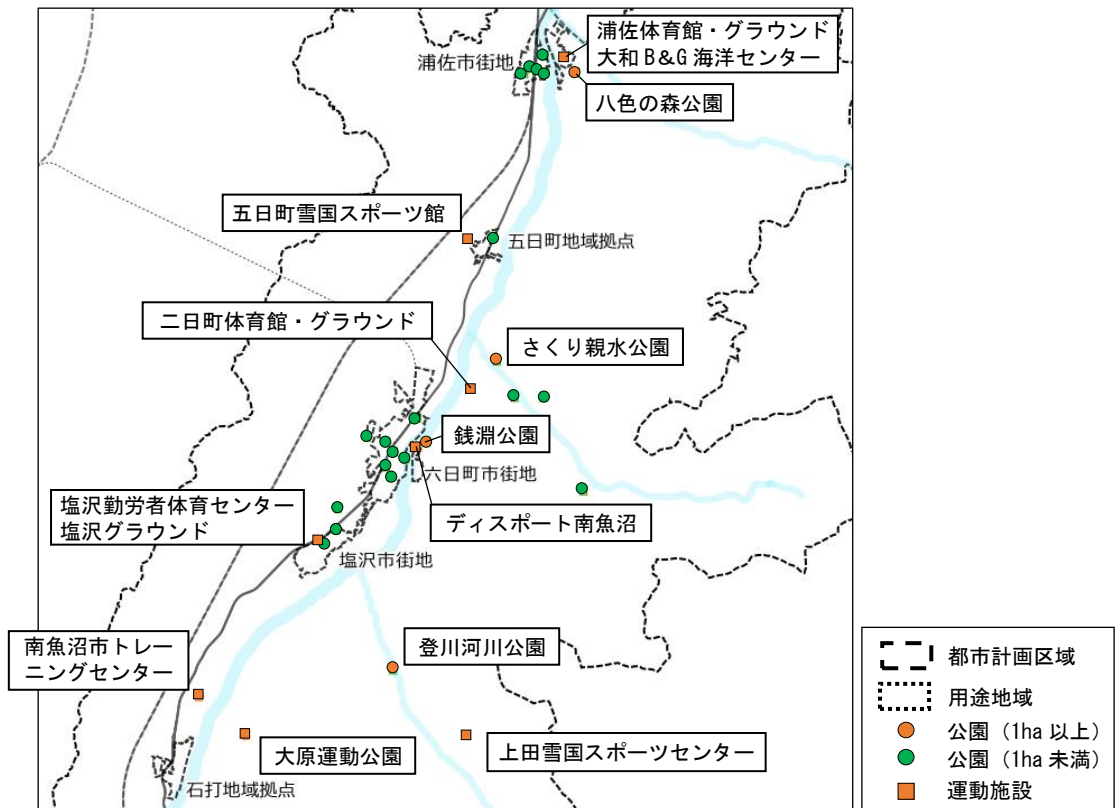 浦佐体育館・グラウンド
大和 B&G 海洋センター
浦佐市街地
八色の森公園
五日町雪国スポーツ館
五日町地域拠点
二日町体育館・グラウンド
さくり親水公園
銭淵公園
六日町市街地
塩沢勤労者体育センター
塩沢グラウンド
ディスポート南魚沼
塩沢市街地
南魚沼市トレー
ニングセンター
登川河川公園
大原運動公園
上田雪国スポーツセンター
石打地域拠点
都市計画区域
用途地域
公園（1ha 以上）
公園（1ha 未満）
運動施設